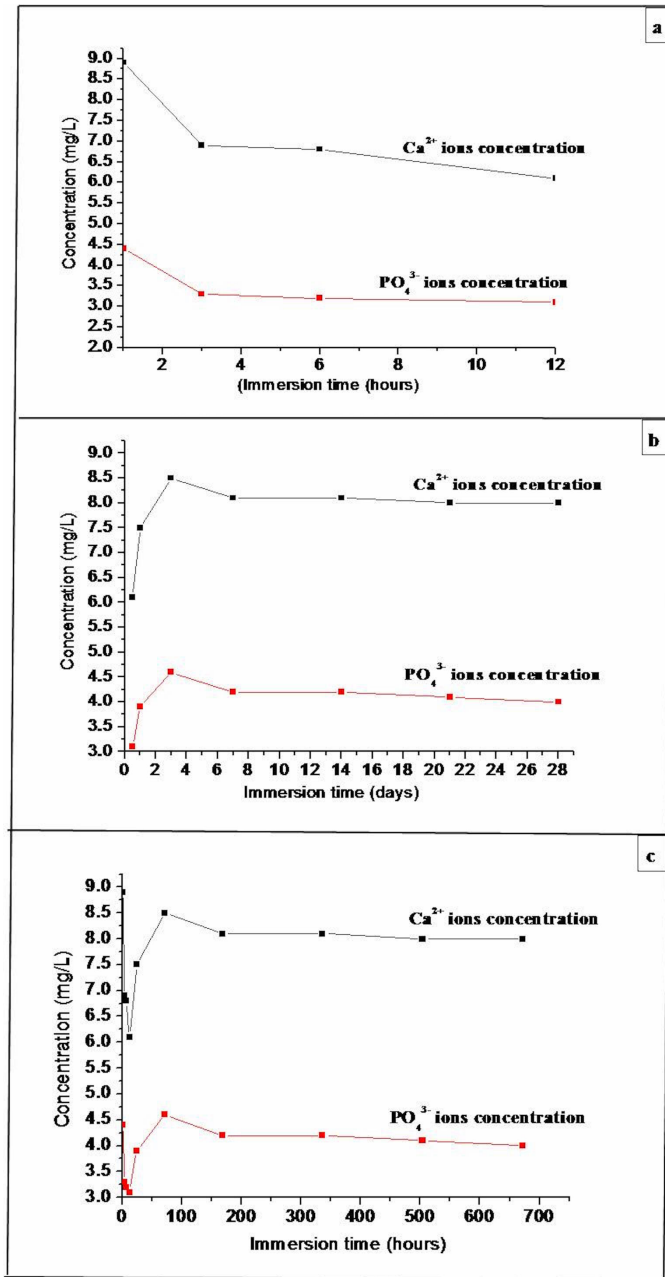 a
9.0
8.5
8.0
7.5
7.0
6.5
6.0
5.5
5.0
4.5
4.0
3.5
3.0
2.5
2.0
Concentration (mg/L)
Ca²⁺ ions concentration
PO₄³⁻ ions concentration
2 4 6 8 10 12
(Immersion time (hours)
b
9.0
8.5
8.0
7.5
7.0
6.5
6.0
5.5
5.0
4.5
4.0
3.5
3.0
Concentration (mg/L)
Ca²⁺ ions concentration
PO₄³⁻ ions concentration
0 2 4 6 8 10 12 14 16 18 20 22 24 26 28
Immersion time (days)
c
9.0
8.5
8.0
7.5
7.0
6.5
6.0
5.5
5.0
4.5
4.0
3.5
3.0
Concentration (mg/L)
Ca²⁺ ions concentration
PO₄³⁻ ions concentration
0 100 200 300 400 500 600 700
Immersion time (hours)